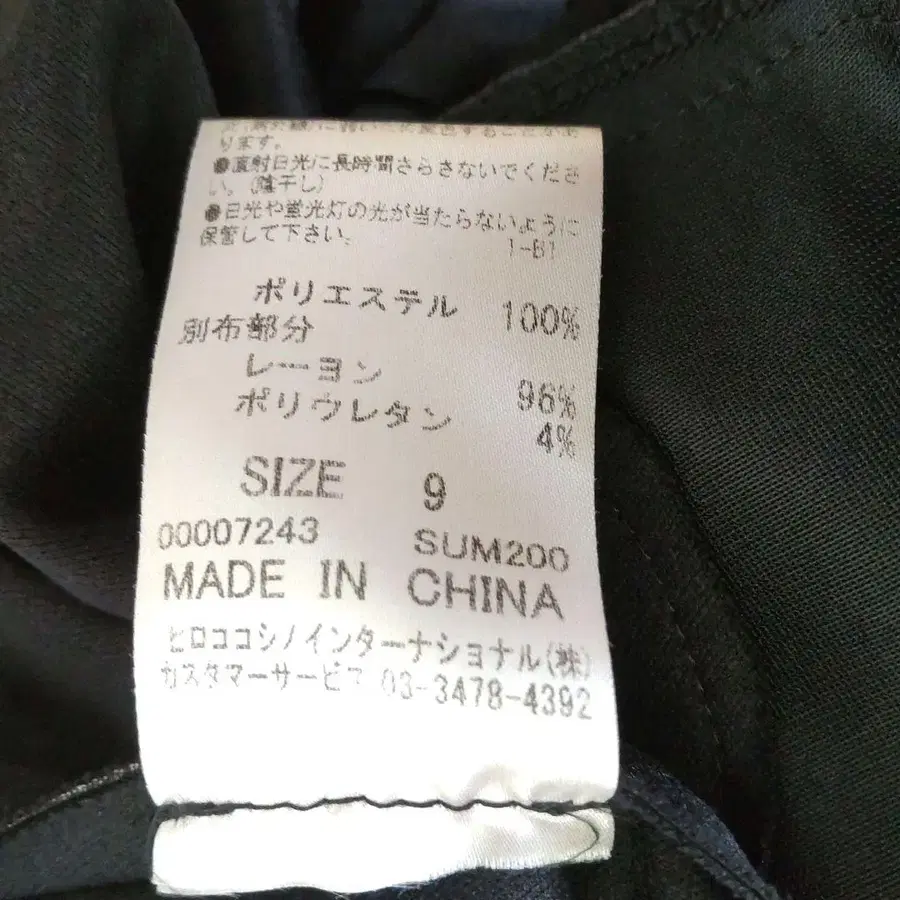 ります。
●直射日光に長時間さらさないでくださ
い。(陰干し)
●日光や蛍光灯の光が当たらないように
保管して下さい。
1-B1
ポリエステル 100%
別布部分
レーヨン 96%
ポリウレタン 4%
SIZE 9
00007243 SUM200
MADE IN CHINA
ヒロココシノインターナショナル(株)
カスタマーサービス 03-3478-4392